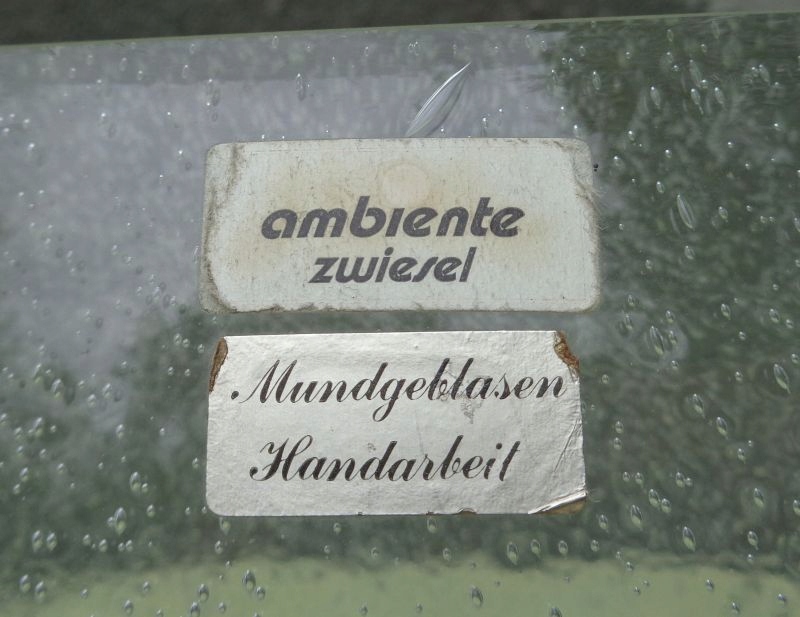 ambiente
zwiesel
Mundgeblasen
Handarbeit